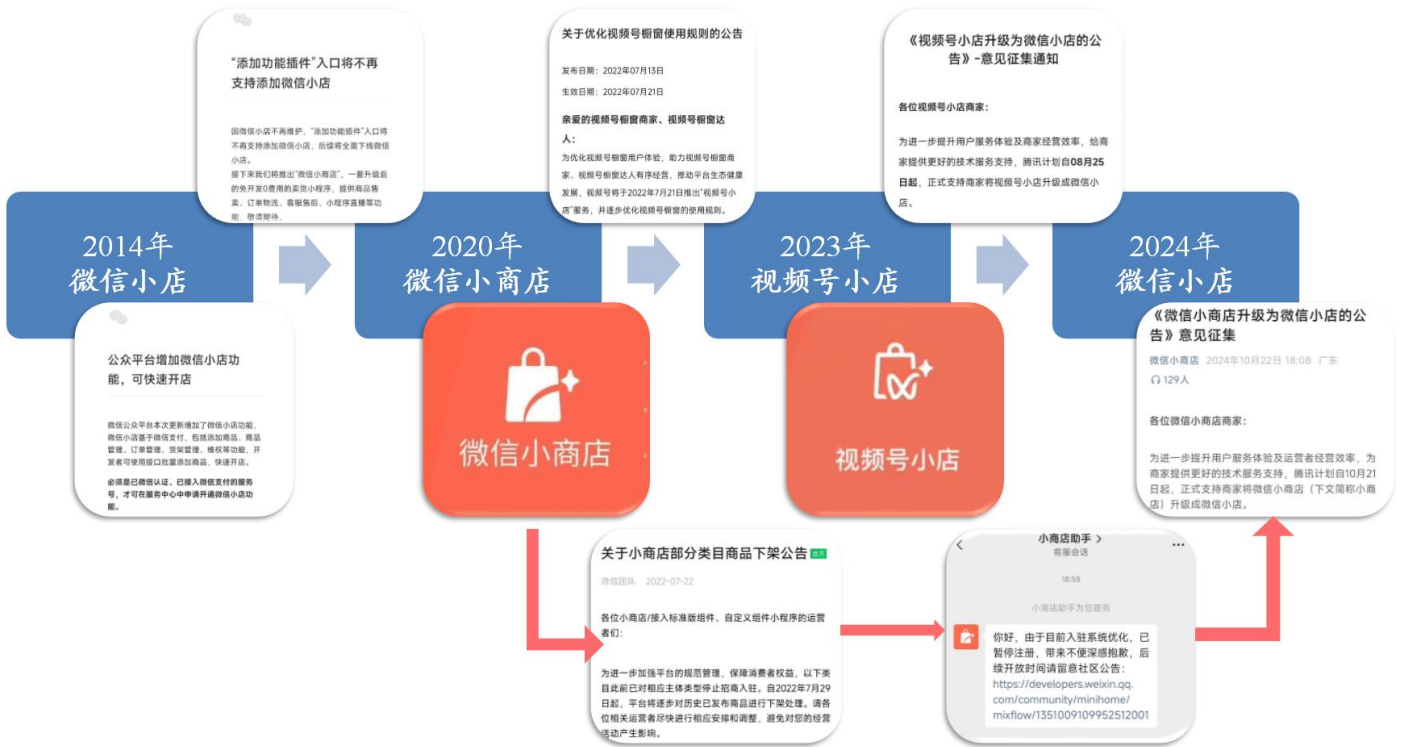 “添加功能插件”入口将不再
支持添加微信小店
因微信小店不再维护，“添加功能插件”入口将
不再支持添加微信小店，后续将全面下线微信
小店。
接下来我们将推出“微信小商店”，一套升级后
的免开发0费用的卖货小程序，提供商品售
卖、订单物流、客服售后、小程序直播等功
能，敬请期待。
关于优化视频号橱窗使用规则的公告
发布日期：2022年07月13日
生效日期：2022年07月21日
亲爱的视频号橱窗商家、视频号橱窗达
人：
为优化视频号橱窗用户体验，助力视频号橱窗商
家、视频号橱窗达人有序经营，推动平台生态健康
发展，视频号将于2022年7月21日推出“视频号小
店”服务，并逐步优化视频号橱窗的使用规则。
《视频号小店升级为微信小店的公
告》-意见征集通知
各位视频号小店商家：
为进一步提升用户服务体验及商家经营效率，给商
家提供更好的技术服务支持，腾讯计划自08月25
日起，正式支持商家将视频号小店升级成微信小
店。
2014年
微信小店
2020年
微信小商店
2023年
视频号小店
2024年
微信小店
公众平台增加微信小店功
能，可快速开店
微信公众平台本次更新增加了微信小店功能，
微信小店基于微信支付，包括添加商品、商品
管理、订单管理、货架管理、维权等功能，开
发者可使用接口批量添加商品，快速开店。
必须是已微信认证、已接入微信支付的服务
号，才可在服务中心中申请开通微信小店功
能。
微信小商店
视频号小店
《微信小商店升级为微信小店的公
告》意见征集
微信小商店 2024年10月22日 18:08 广东
129人
各位微信小商店商家：
为进一步提升用户服务体验及运营者经营效率，为
商家提供更好的技术服务支持，腾讯计划自10月21
日起，正式支持商家将微信小商店（下文简称小商
店）升级成微信小店。
关于小商店部分类目商品下架公告 官方
微信团队 2022-07-22
各位小商店/接入标准版组件、自定义组件小程序的运营
者们：
为进一步加强平台的规范管理，保障消费者权益，以下类
目此前已对相应主体类型停止招商入驻。自2022年7月29
日起，平台将逐步对历史已发布商品进行下架处理。请各
位相关运营者尽快进行相应安排和调整，避免对您的经营
活动产生影响。
小商店助手
客服会话
18:58
小商店助手为您服务
你好，由于目前入驻系统优化，已
暂停注册，带来不便深感抱歉，后
续开放时间请留意社区公告：
https://developers.weixin.qq.
com/community/minihome/
mixflow/1351009109952512001